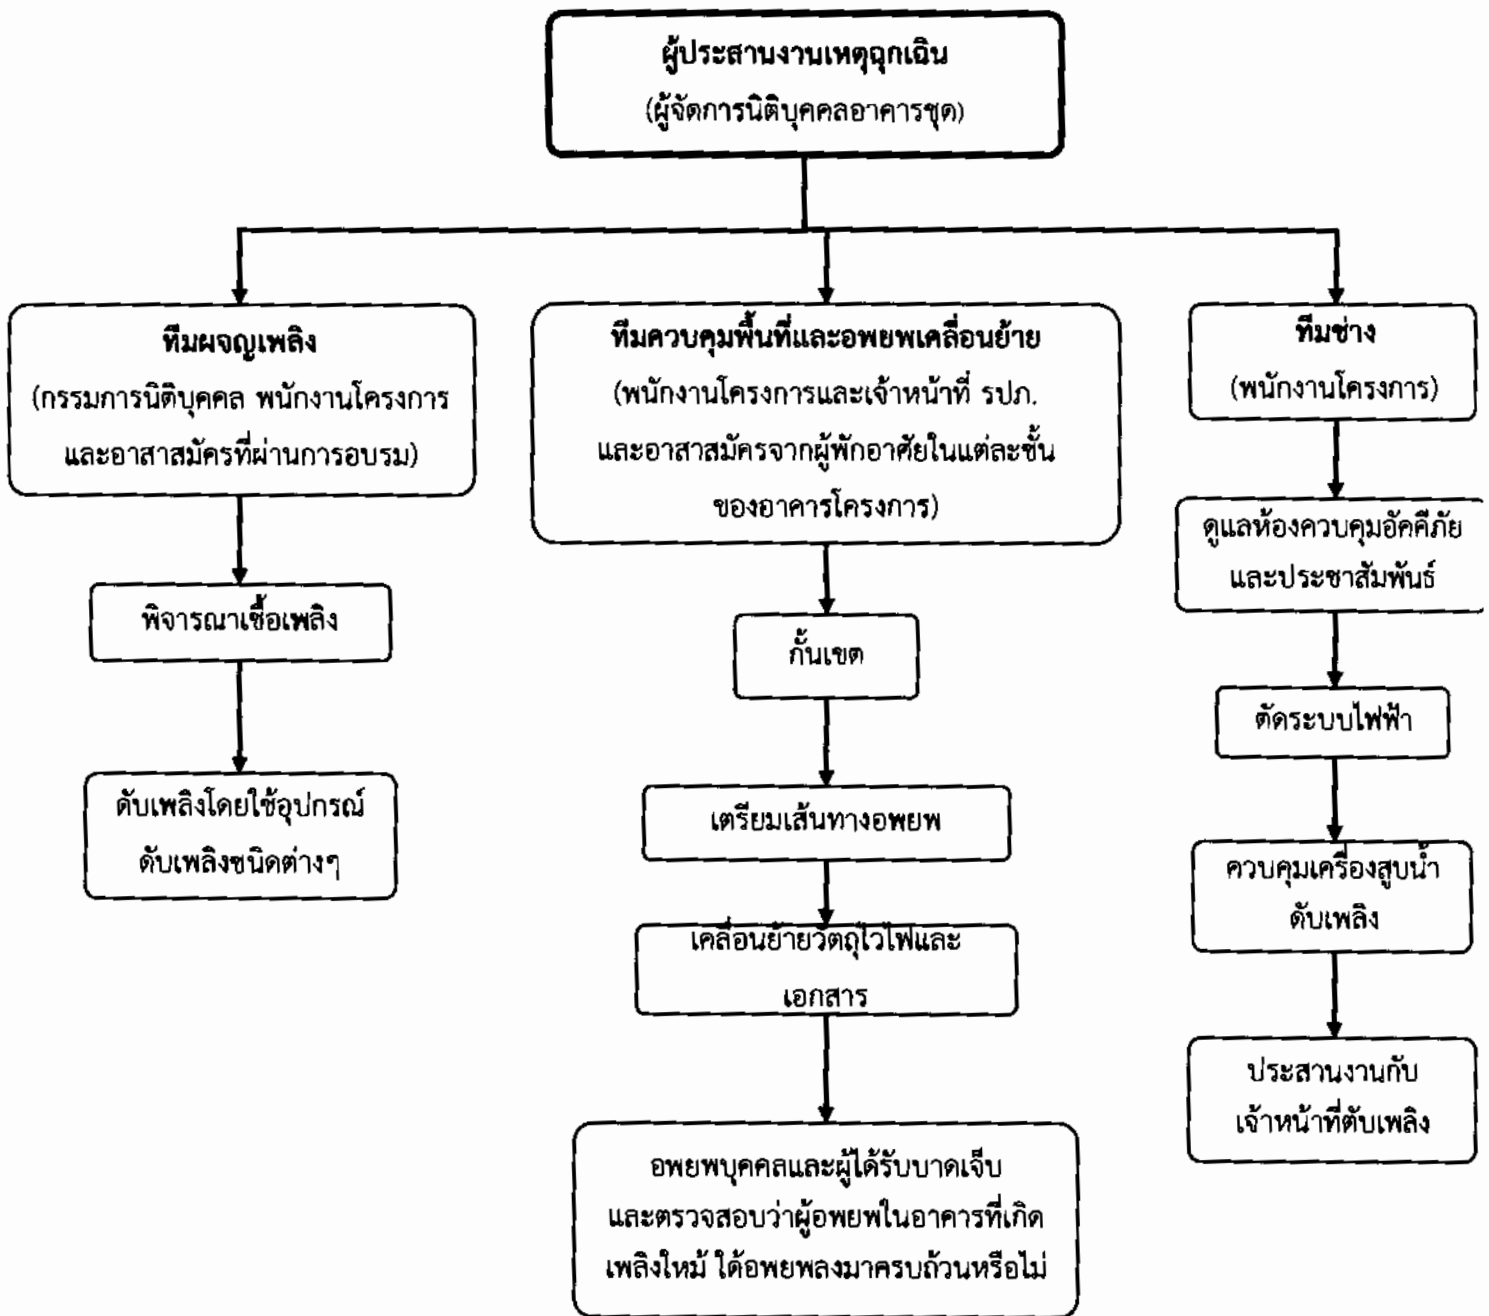 ผู้ประสานงานเหตุฉุกเฉิน
(ผู้จัดการนิติบุคคลอาคารชุด)
ทีมผจญเพลิง
(กรรมการนิติบุคคล พนักงานโครงการ
และอาสาสมัครที่ผ่านการอบรม)
พิจารณาเชื้อเพลิง
ดับเพลิงโดยใช้อุปกรณ์
ดับเพลิงชนิดต่างๆ
ทีมควบคุมพื้นที่และอพยพเคลื่อนย้าย
(พนักงานโครงการและเจ้าหน้าที่ รปภ.
และอาสาสมัครจากผู้พักอาศัยในแต่ละชั้น
ของอาคารโครงการ)
กั้นเขต
เตรียมเส้นทางอพยพ
เคลื่อนย้ายวัตถุไวไฟและ
เอกสาร
อพยพบุคคลและผู้ได้รับบาดเจ็บ
และตรวจสอบว่าผู้อพยพในอาคารที่เกิด
เพลิงไหม้ ได้อพยพลงมาครบถ้วนหรือไม่
ทีมช่าง
(พนักงานโครงการ)
ดูแลห้องควบคุมอัคคีภัย
และประชาสัมพันธ์
ตัดระบบไฟฟ้า
ควบคุมเครื่องสูบน้ำ
ดับเพลิง
ประสานงานกับ
เจ้าหน้าที่ดับเพลิง